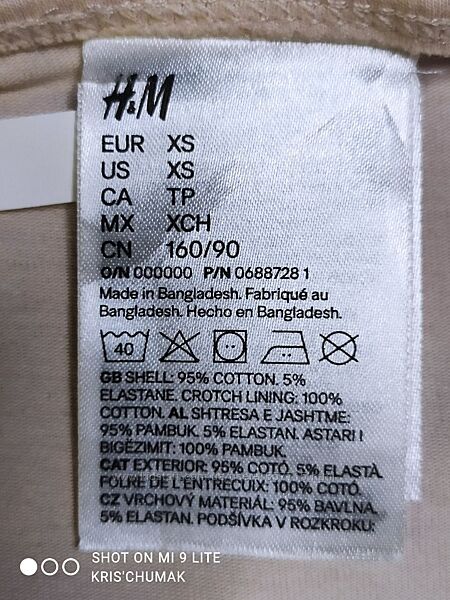 H&M
EUR XS
US XS
CA TP
MX XCH
CN 160/90
O/N 000000 P/N 0688728 1
Made in Bangladesh. Fabriqué au
Bangladesh. Hecho en Bangladesh.
40
GB SHELL: 95% COTTON. 5%
ELASTANE. CROTCH LINING: 100%
COTTON. AL SHTRESA E JASHTME:
95% PAMBUK. 5% ELASTAN. ASTARI I
BIGËZIMIT: 100% PAMBUK.
CAT EXTERIOR: 95% COTÓ. 5% ELASTÀ.
FOLRE DE L'ENTRECUIX: 100% COTÓ.
CZ VRCHOVÝ MATERIÁL: 95% BAVLNA.
5% ELASTAN. PODŠÍVKA V ROZKROKU:
SHOT ON MI 9 LITE
KRIS'CHUMAK